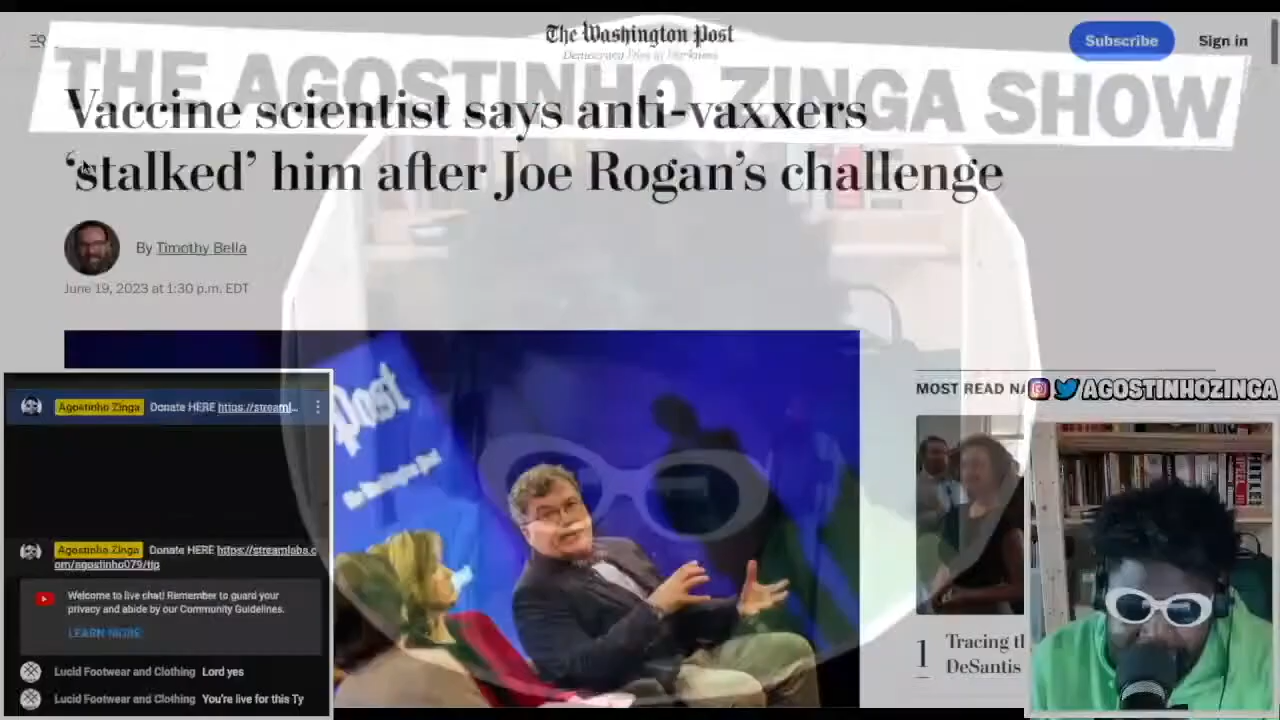 The Washington Post
Democracy Dies in Darkness
Subscribe
Sign in
THE AGOSTINHO ZINGA SHOW
Vaccine scientist says anti-vaxxers
‘stalked’ him after Joe Rogan’s challenge
By Timothy Bella
June 19, 2023 at 1:30 p.m. EDT
Post
MOST READ NA
AGOSTINHOZINGA
Agostinho Zinga Donate HERE https://streaml...
Agostinho Zinga Donate HERE https://streamlabs.c
om/agostinho079/tip
Welcome to live chat! Remember to guard your
privacy and abide by our Community Guidelines.
LEARN MORE
Lucid Footwear and Clothing Lord yes
Lucid Footwear and Clothing You're live for this Ty
1
Tracing
DeSantis